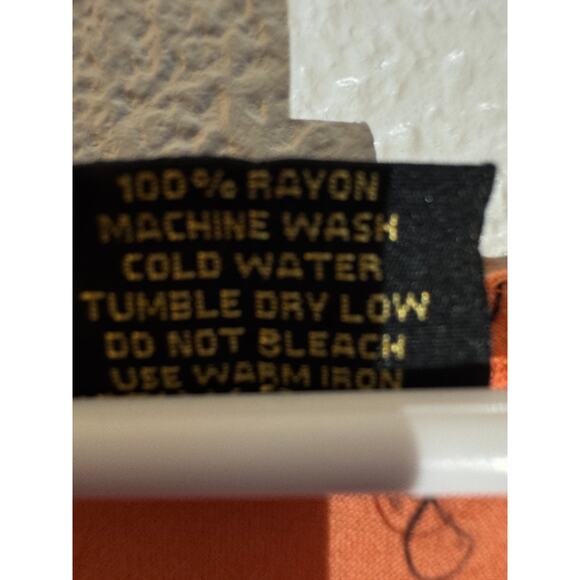 100% RAYON
MACHINE WASH
COLD WATER
TUMBLE DRY LOW
DO NOT BLEACH
USE WARM IRON